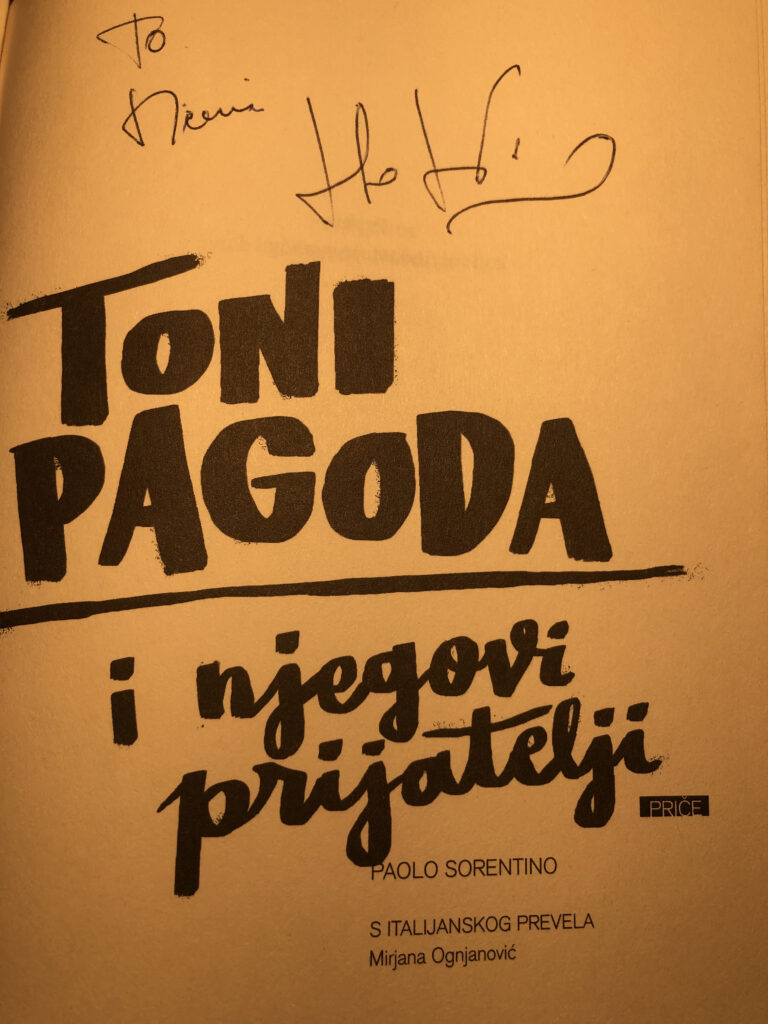 To
TONI
PAGODA
i njegovi
prijatelji
PRIČE
PAOLO SORENTINO
S ITALIJANSKOG PREVELA
Mirjana Ognjanović